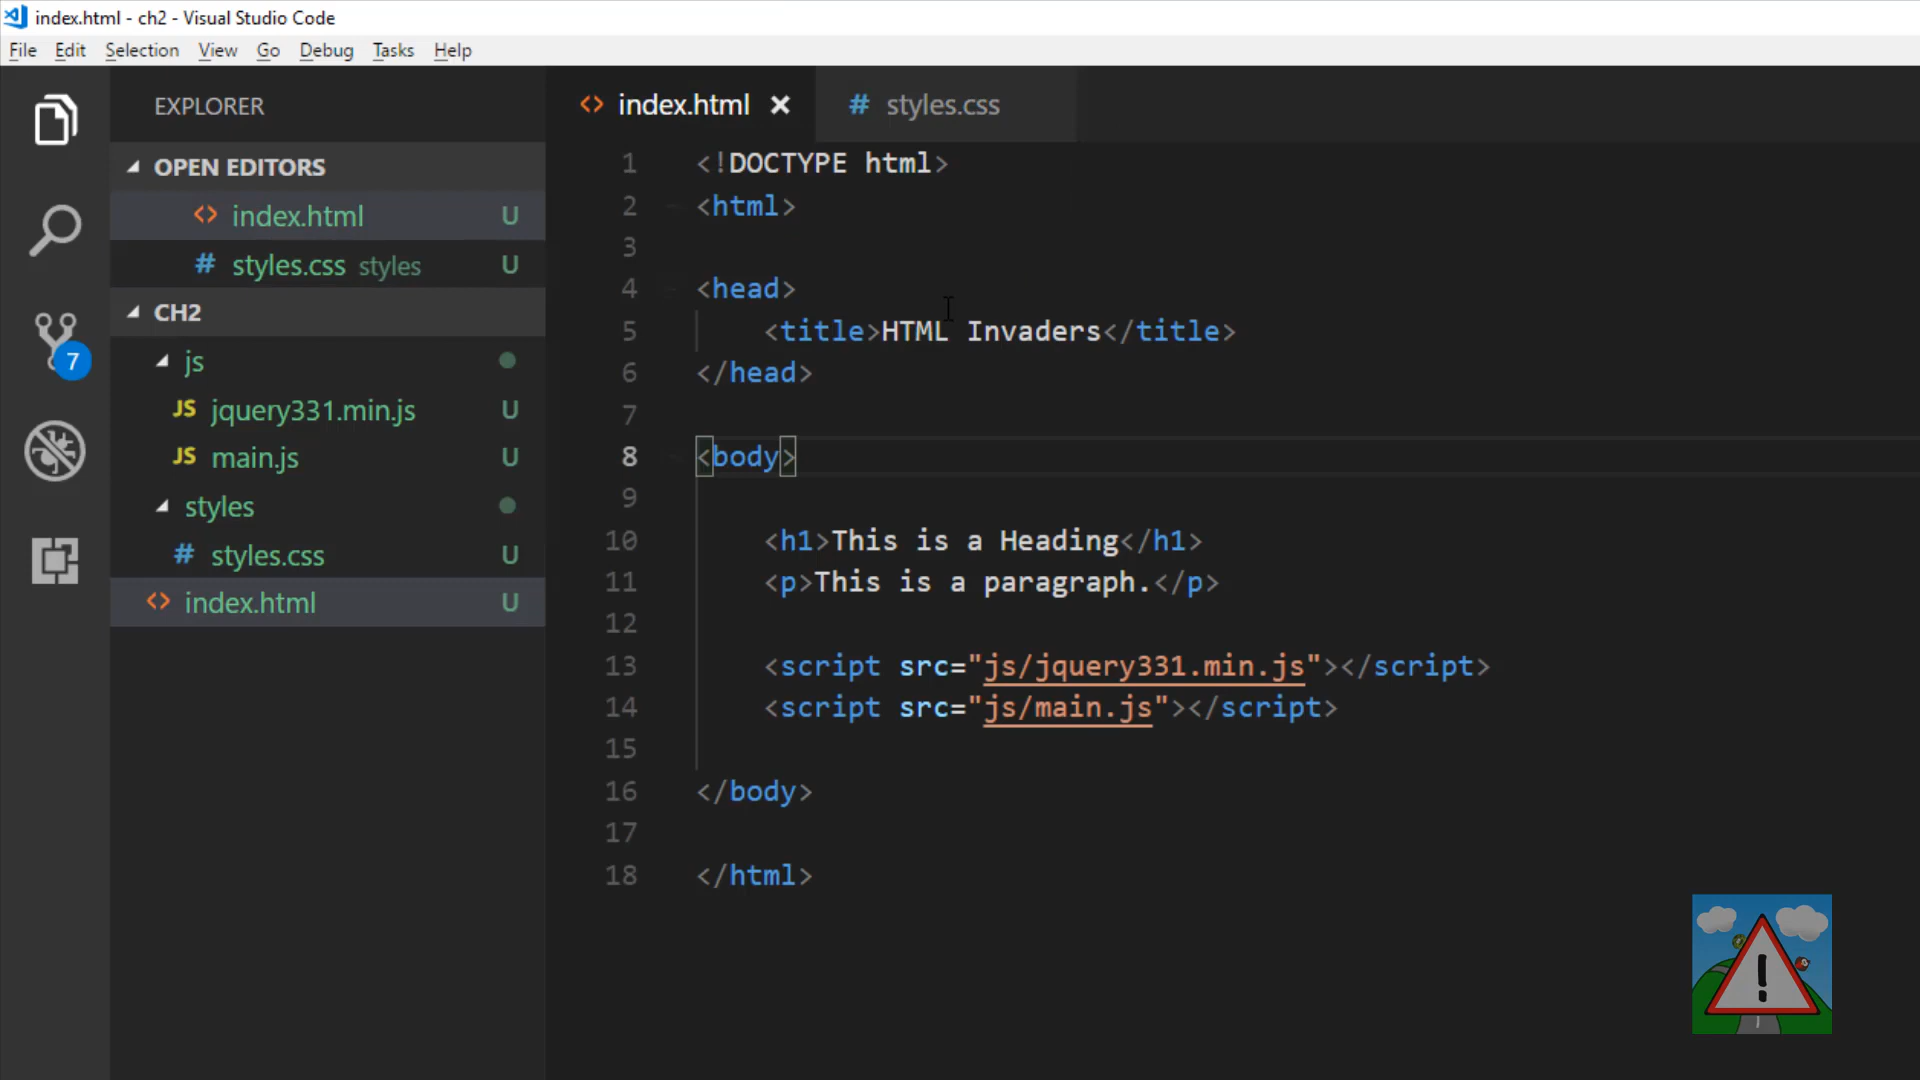 index.html - ch2 - Visual Studio Code
File Edit Selection View Go Debug Tasks Help
EXPLORER
OPEN EDITORS
<> index.html U
# styles.css styles U
CH2
js
JS jquery331.min.js U
JS main.js U
styles
# styles.css U
<> index.html U
7
<> index.html × # styles.css
1 <!DOCTYPE html>
2 <html>
3
4 <head>
5 <title>HTML Invaders</title>
6 </head>
7
8 <body>
9
10 <h1>This is a Heading</h1>
11 <p>This is a paragraph.</p>
12
13 <script src="js/jquery331.min.js"></script>
14 <script src="js/main.js"></script>
15
16 </body>
17
18 </html>
!